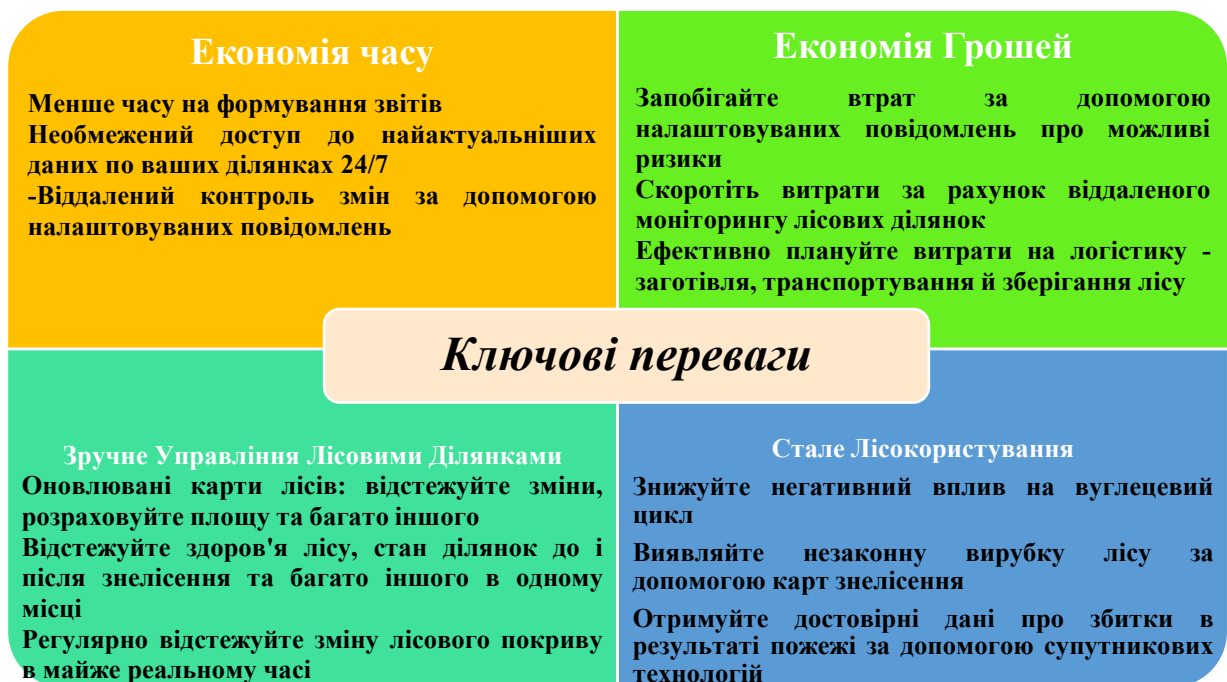 Економія часу
Менше часу на формування звітів
Необмежений доступ до найактуальніших
даних по ваших ділянках 24/7
-Віддалений контроль змін за допомогою
налаштовуваних повідомлень
Економія Грошей
Запобігайте втрат за допомогою
налаштовуваних повідомлень про можливі
ризики
Скоротіть витрати за рахунок віддаленого
моніторингу лісових ділянок
Ефективно плануйте витрати на логістику -
заготівля, транспортування й зберігання лісу
Ключові переваги
Зручне Управління Лісовими Ділянками
Оновлювані карти лісів: відстежуйте зміни,
розраховуйте площу та багато іншого
Відстежуйте здоров'я лісу, стан ділянок до і
після знелісення та багато іншого в одному
місці
Регулярно відстежуйте зміну лісового покриву
в майже реальному часі
Стале Лісокористування
Знижуйте негативний вплив на вуглецевий
цикл
Виявляйте незаконну вирубку лісу за
допомогою карт знелісення
Отримуйте достовірні дані про збитки в
результаті пожежі за допомогою супутникових
технологій